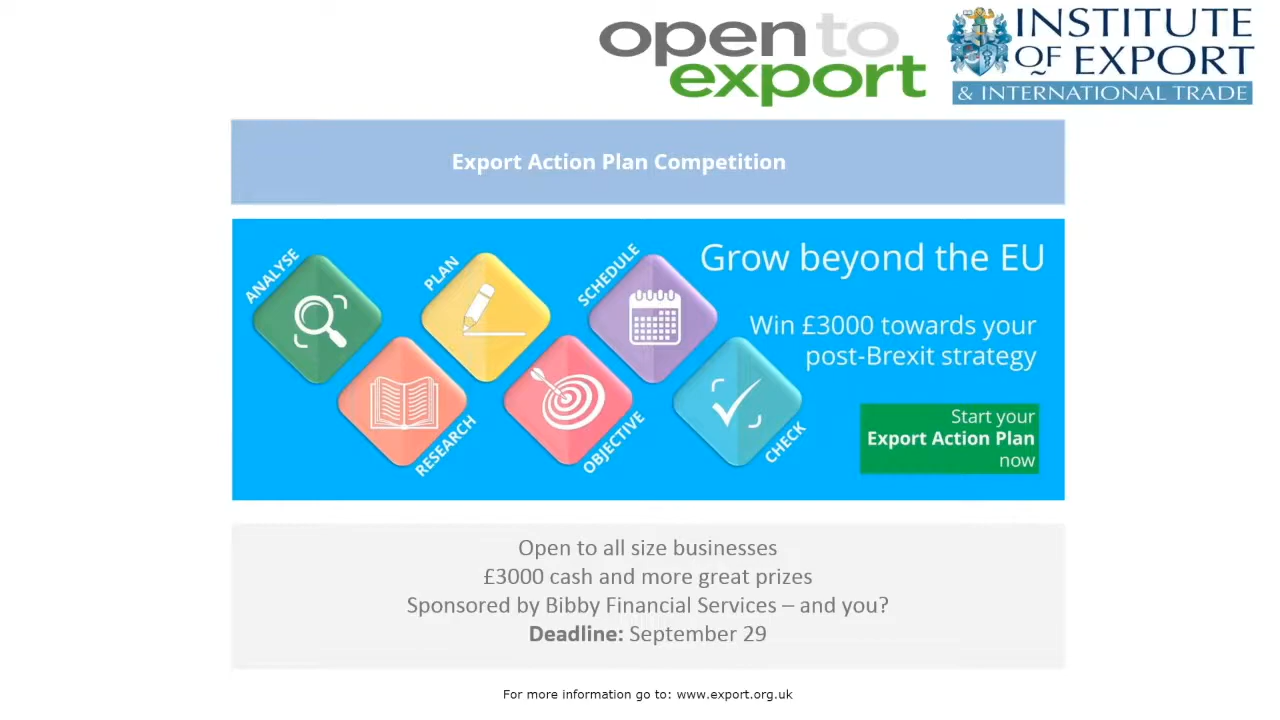 open to
export
INSTITUTE
OF EXPORT
& INTERNATIONAL TRADE
Export Action Plan Competition
ANALYSE
PLAN
SCHEDULE
RESEARCH
OBJECTIVE
CHECK
Grow beyond the EU
Win £3000 towards your
post-Brexit strategy
Start your
Export Action Plan
now
Open to all size businesses
£3000 cash and more great prizes
Sponsored by Bibby Financial Services – and you?
Deadline: September 29
For more information go to: www.export.org.uk